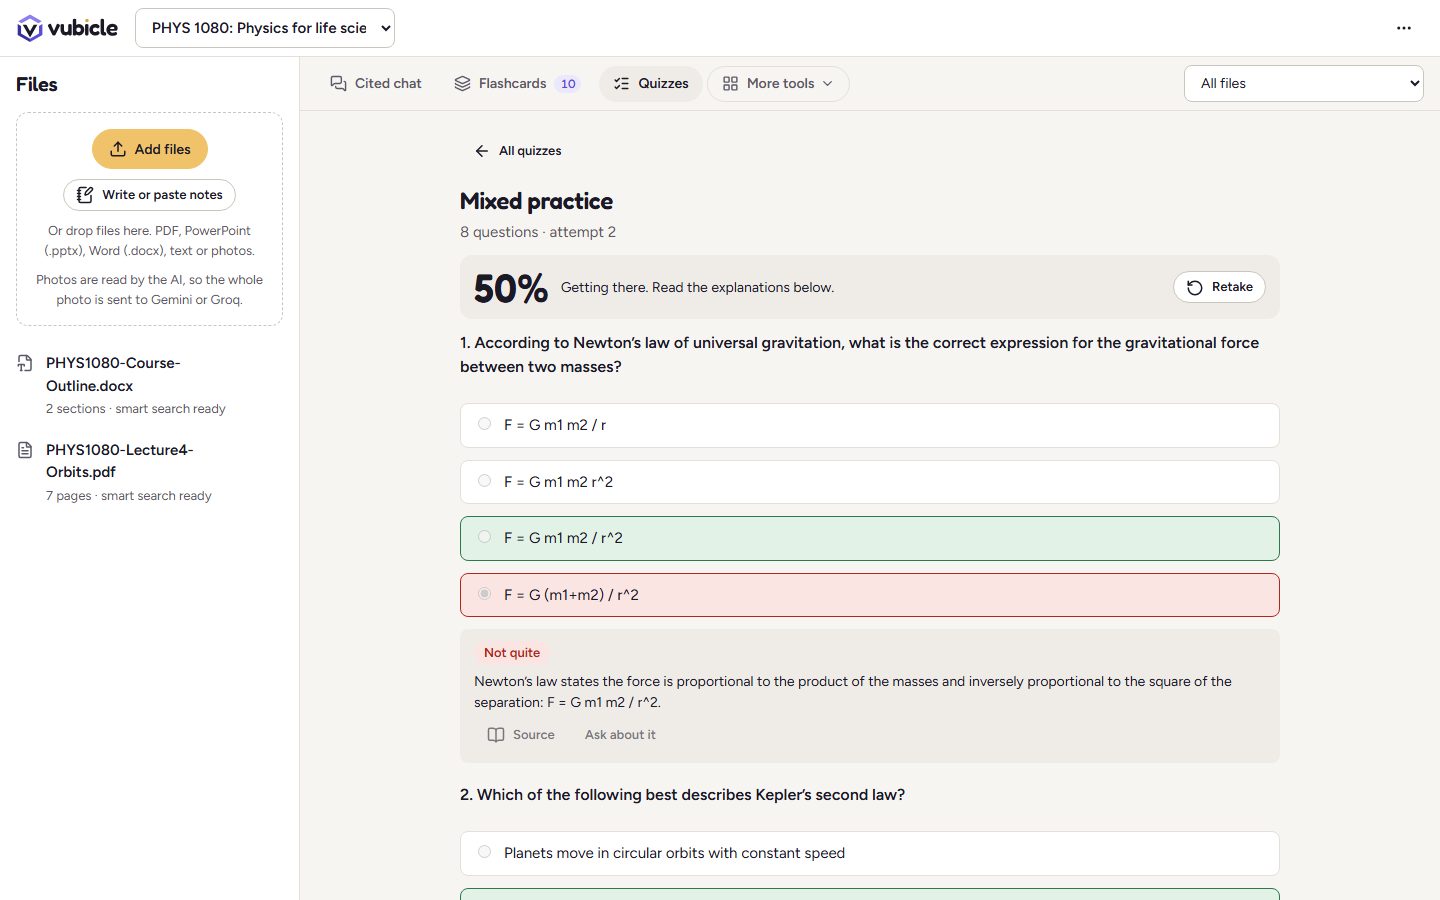 vubicle
PHYS 1080: Physics for life scie
Files
Add files
Write or paste notes
Or drop files here. PDF, PowerPoint
(.pptx), Word (.docx), text or photos.
Photos are read by the AI, so the whole
photo is sent to Gemini or Groq.
PHYS1080-Course-
Outline.docx
2 sections · smart search ready
PHYS1080-Lecture4-
Orbits.pdf
7 pages · smart search ready
Cited chat
Flashcards 10
Quizzes
More tools
All files
All quizzes
Mixed practice
8 questions · attempt 2
50% Getting there. Read the explanations below.
Retake
1. According to Newton's law of universal gravitation, what is the correct expression for the gravitational force
between two masses?
F = G m1 m2 / r
F = G m1 m2 r^2
F = G m1 m2 / r^2
F = G (m1+m2) / r^2
Not quite
Newton's law states the force is proportional to the product of the masses and inversely proportional to the square of the
separation: F = G m1 m2 / r^2.
Source
Ask about it
2. Which of the following best describes Kepler's second law?
Planets move in circular orbits with constant speed